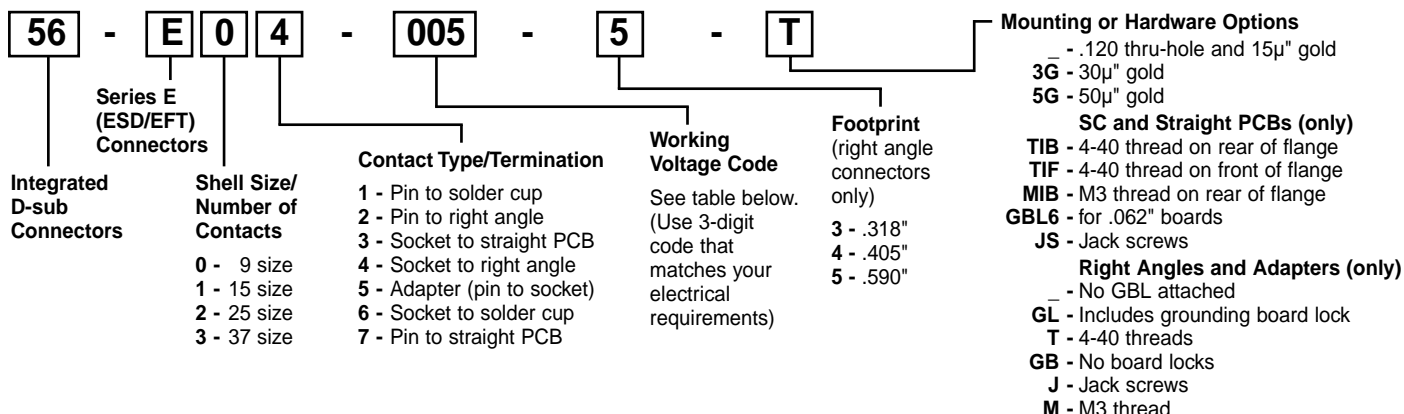 56 - E 0 4 - 005 - 5 - T
Integrated
D-sub
Connectors
Series E
(ESD/EFT)
Connectors
Shell Size/
Number of
Contacts
0 - 9 size
1 - 15 size
2 - 25 size
3 - 37 size
Contact Type/Termination
1 - Pin to solder cup
2 - Pin to right angle
3 - Socket to straight PCB
4 - Socket to right angle
5 - Adapter (pin to socket)
6 - Socket to solder cup
7 - Pin to straight PCB
Working
Voltage Code
See table below.
(Use 3-digit
code that
matches your
electrical
requirements)
Footprint
(right angle
connectors
only)
3 - .318"
4 - .405"
5 - .590"
Mounting or Hardware Options
_ - .120 thru-hole and 15µ" gold
3G - 30µ" gold
5G - 50µ" gold
SC and Straight PCBs (only)
TIB - 4-40 thread on rear of flange
TIF - 4-40 thread on front of flange
MIB - M3 thread on rear of flange
GBL6 - for .062" boards
JS - Jack screws
Right Angles and Adapters (only)
_ - No GBL attached
GL - Includes grounding board lock
T - 4-40 threads
GB - No board locks
J - Jack screws
M - M3 thread